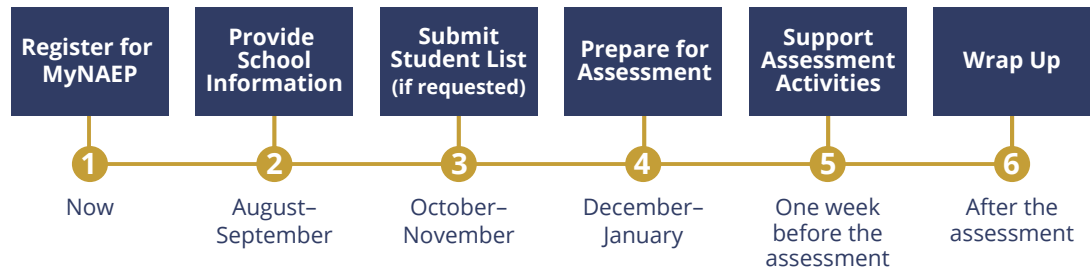 Register for
MyNAEP
Provide
School
Information
Submit
Student List
(if requested)
Prepare for
Assessment
Support
Assessment
Activities
Wrap Up
1
2
3
4
5
6
Now
August–
September
October–
November
December–
January
One week
before the
assessment
After the
assessment